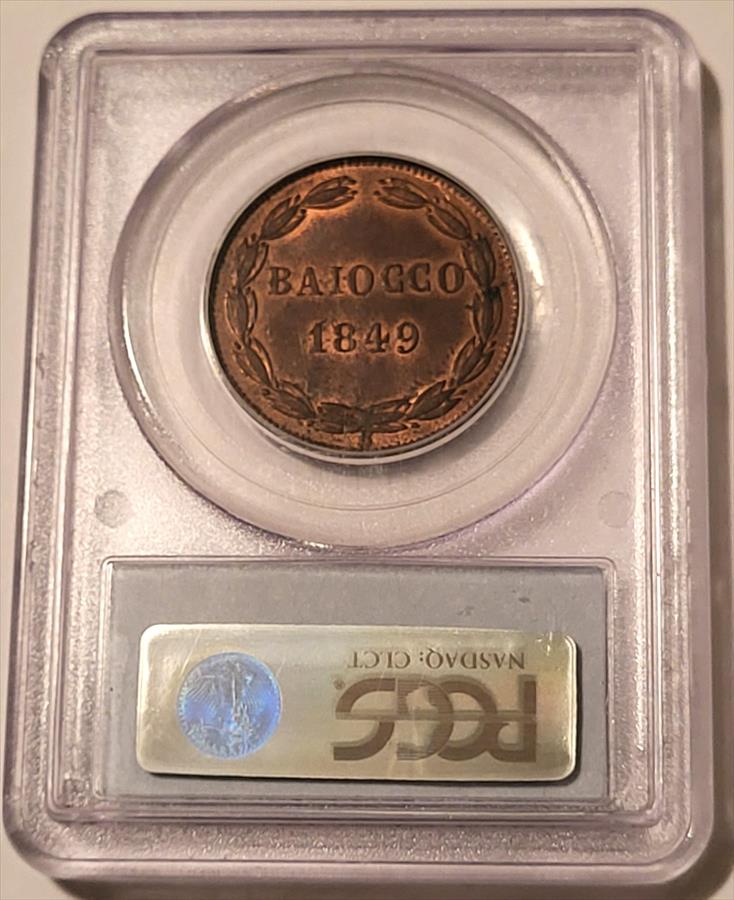 BAIOCCO
1849
NASDAQ: CLCT
PCGS®